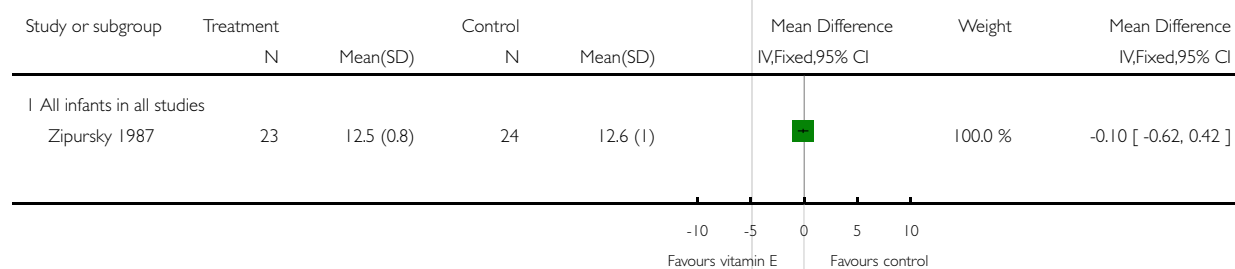 Study or subgroup Treatment Control Mean Difference Weight Mean Difference
N Mean(SD) N Mean(SD) IV,Fixed,95% CI IV,Fixed,95% CI
1 All infants in all studies
Zipursky 1987 23 12.5 (0.8) 24 12.6 (1) 100.0 % -0.10 [ -0.62, 0.42 ]
-10 -5 0 5 10
Favours vitamin E Favours control